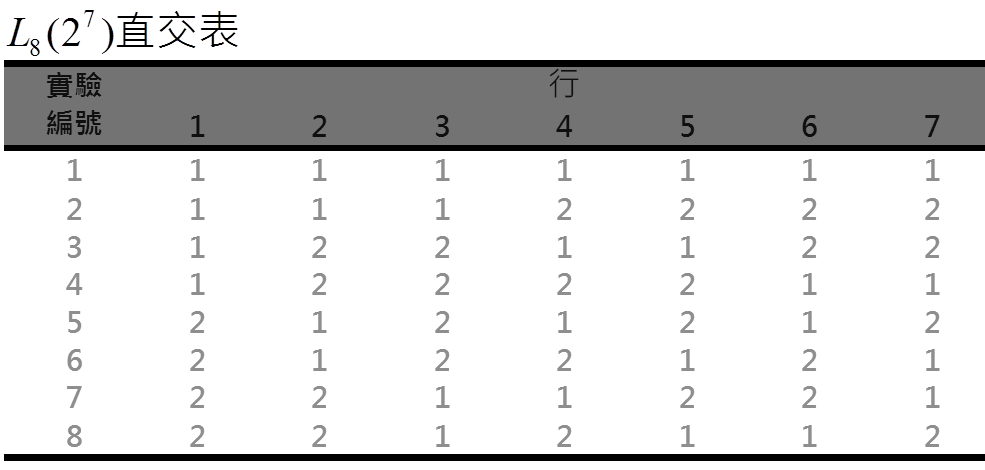 L8(2^7)直交表
實驗 行
編號 1 2 3 4 5 6 7
1 1 1 1 1 1 1 1
2 1 1 1 2 2 2 2
3 1 2 2 1 1 2 2
4 1 2 2 2 2 1 1
5 2 1 2 1 2 1 2
6 2 1 2 2 1 2 1
7 2 2 1 1 2 2 1
8 2 2 1 2 1 1 2